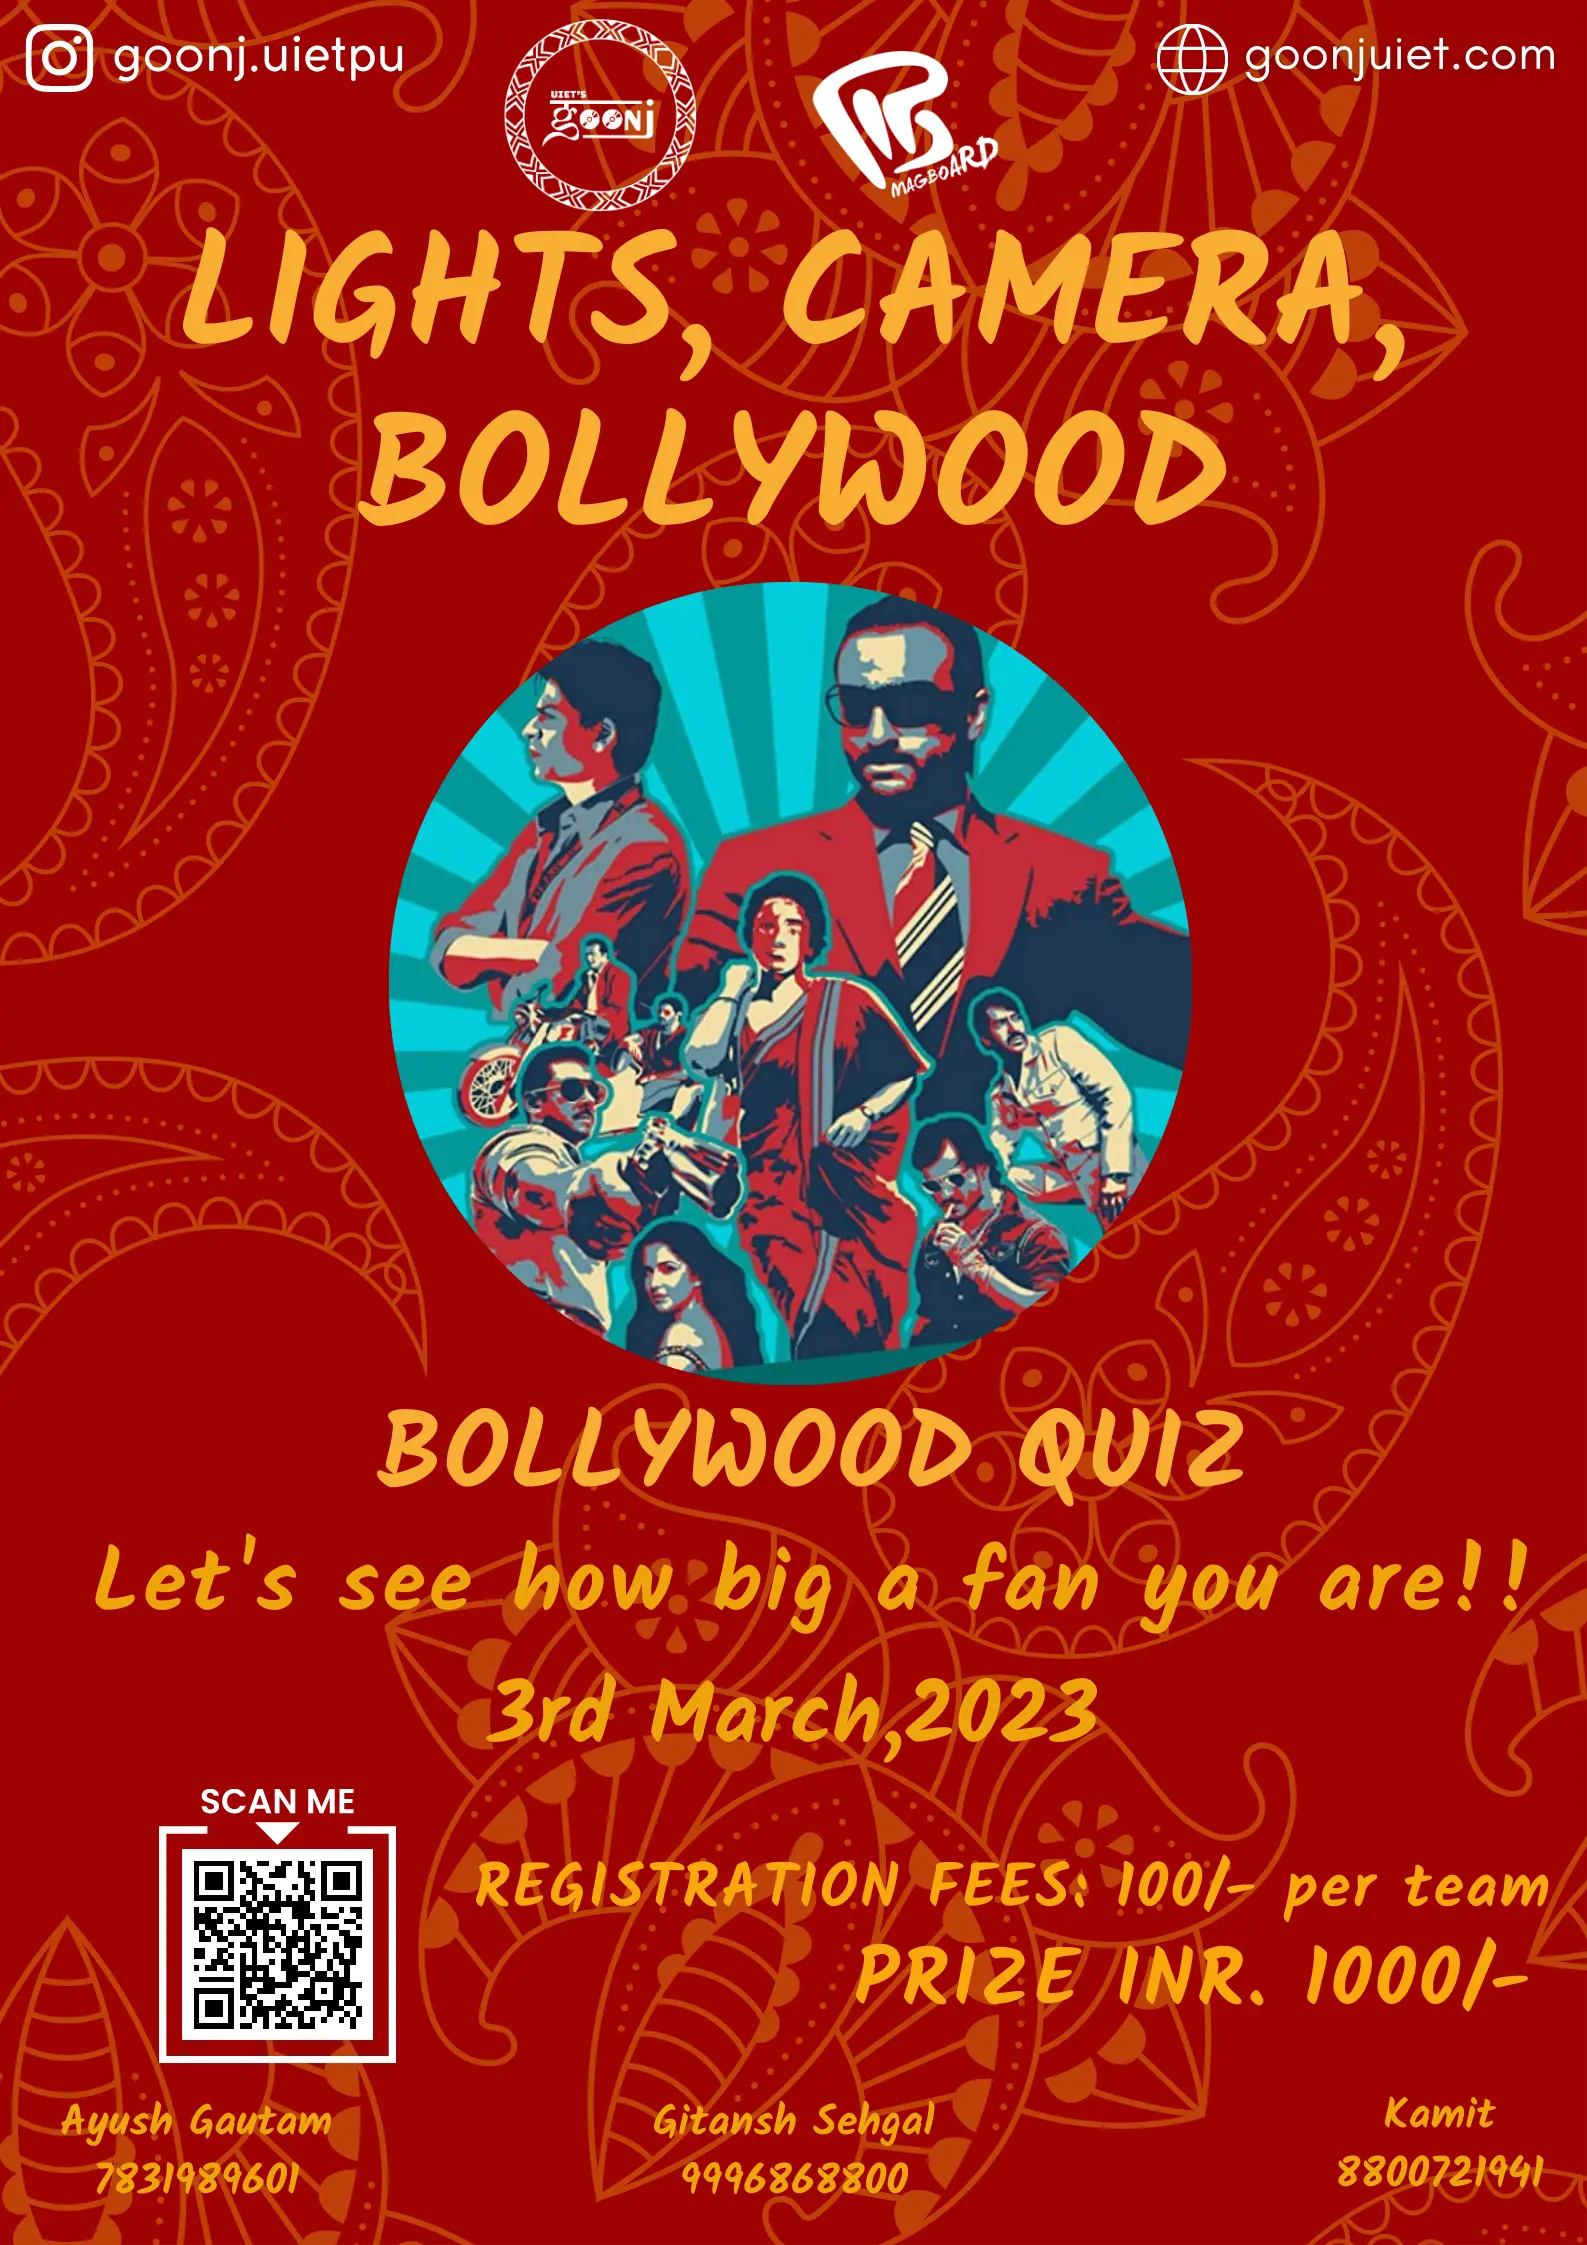 goonj.uietpu
UIET'S
goonj
MAGBOARD
goonjuiet.com
LIGHTS, CAMERA,
BOLLYWOOD
BOLLYWOOD QUIZ
Let's see how big a fan you are!!
3rd March,2023
SCAN ME
REGISTRATION FEES: 100/- per team
PRIZE INR. 1000/-
Ayush Gautam
7831989601
Gitansh Sehgal
9996868800
Kamit
8800721941